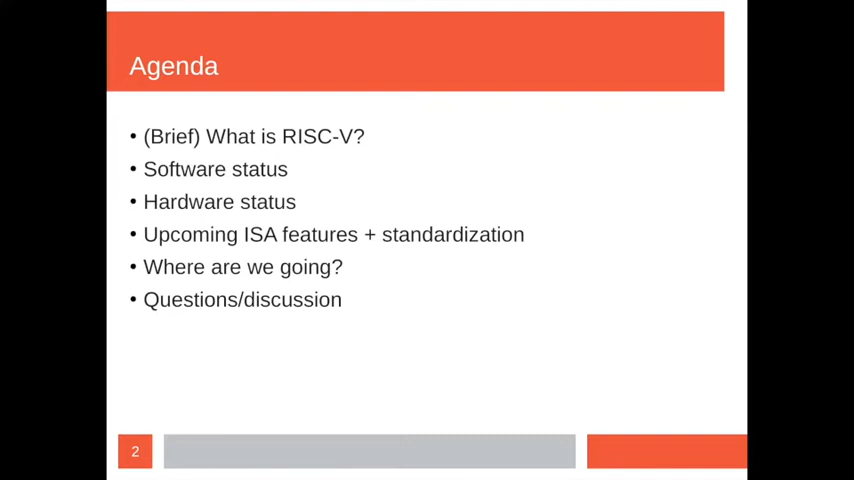 Agenda
• (Brief) What is RISC-V?
• Software status
• Hardware status
• Upcoming ISA features + standardization
• Where are we going?
• Questions/discussion
2